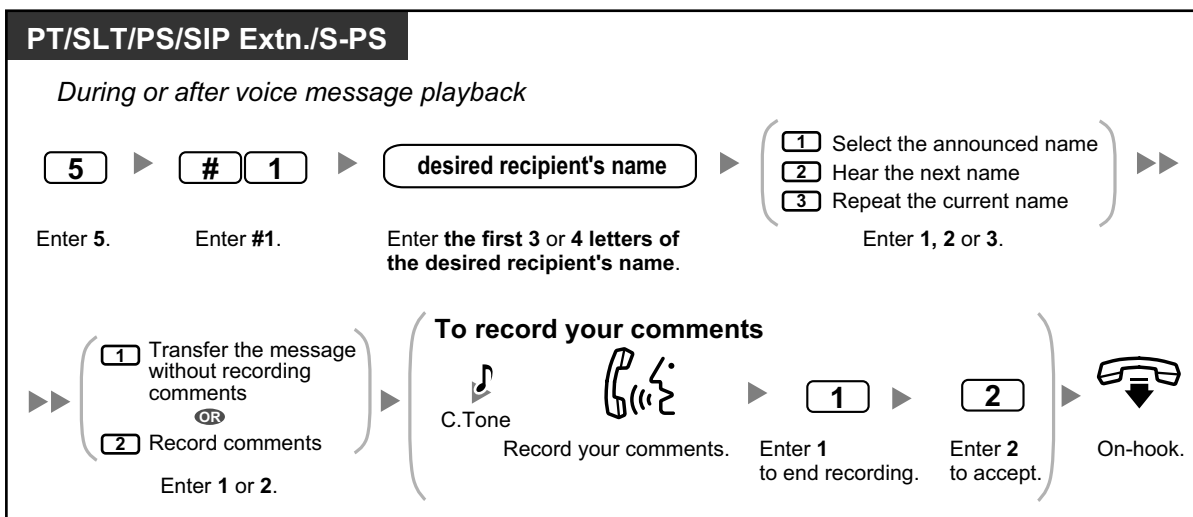 PT/SLT/PS/SIP Extn./S-PS
During or after voice message playback
5
# 1
desired recipient's name
1 Select the announced name
2 Hear the next name
3 Repeat the current name
Enter 5.
Enter #1.
Enter the first 3 or 4 letters of
the desired recipient's name.
Enter 1, 2 or 3.
1 Transfer the message
without recording
comments
OR
2 Record comments
Enter 1 or 2.
To record your comments
C.Tone
Record your comments.
1
Enter 1
to end recording.
2
Enter 2
to accept.
On-hook.